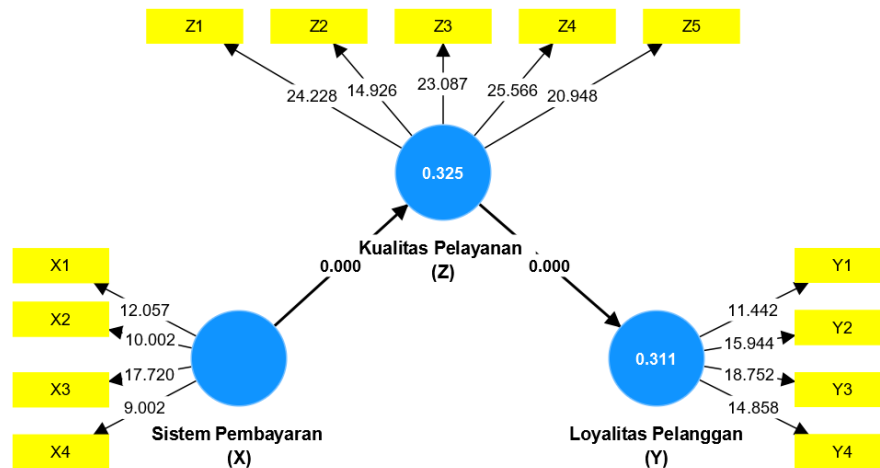 Z1 Z2 Z3 Z4 Z5
24.228 14.926 23.087 25.566 20.948
0.325
Kualitas Pelayanan
(Z)
0.000 0.000
X1
X2
X3
X4
12.057
10.002
17.720
9.002
Sistem Pembayaran
(X)
0.311
Loyalitas Pelanggan
(Y)
11.442
15.944
18.752
14.858
Y1
Y2
Y3
Y4